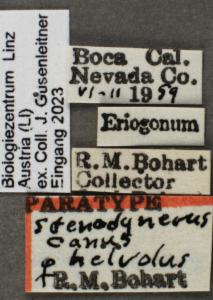 Biologiezentrum Linz
Austria (LI)
ex. Coll. J. Gusenleitner
Eingang 2023
Boca Cal.
Nevada Co.
VI-11 1959
Eriogonum
R.M. Bohart
Collector
PARATYPE
Stenodynerus
canus
♀ helvolus
R.M. Bohart